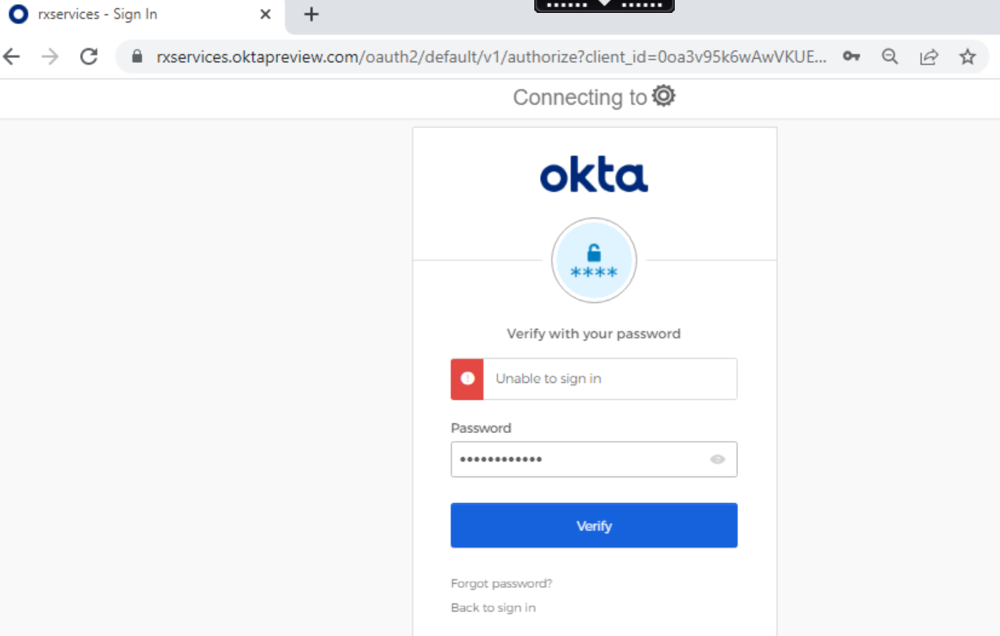 rxservices - Sign In
rxservices.oktapreview.com/oauth2/default/v1/authorize?client_id=0oa3v95k6wAwVKUE...
Connecting to
okta
****
Verify with your password
Unable to sign in
Password
••••••••••••
Verify
Forgot password?
Back to sign in